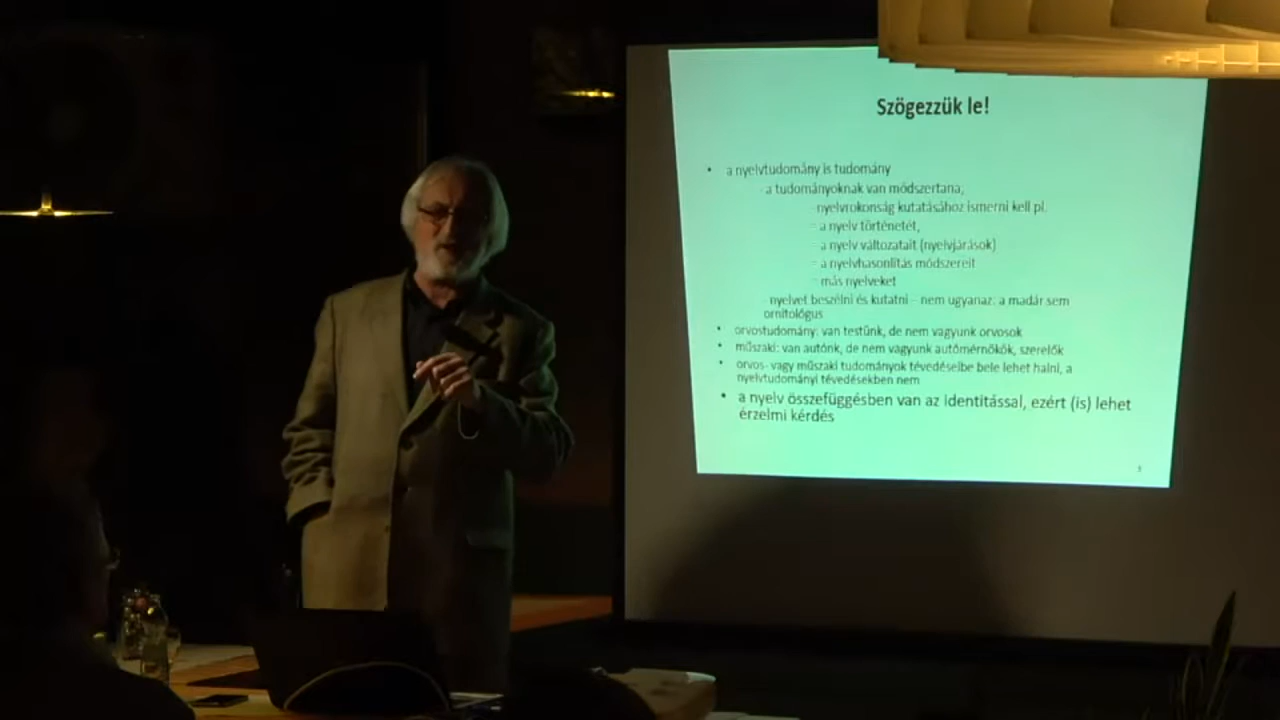 Szögezzük le!
• a nyelvtudomány is tudomány
- a tudományoknak van módszertana;
- nyelvrokonság kutatásához ismerni kell pl.
= a nyelv történetét,
= a nyelv változatait (nyelvjárások)
= a nyelvhasonlítás módszereit
= más nyelveket
- nyelvet beszélni és kutatni – nem ugyanaz: a madár sem
ornitológus
• orvostudomány: van testünk, de nem vagyunk orvosok
• műszaki: van autónk, de nem vagyunk autómérnökök, szerelők
• orvos- vagy műszaki tudományok tévedéseibe bele lehet halni, a
nyelvtudományi tévedésekben nem
• a nyelv összefüggésben van az identitással, ezért (is) lehet
érzelmi kérdés